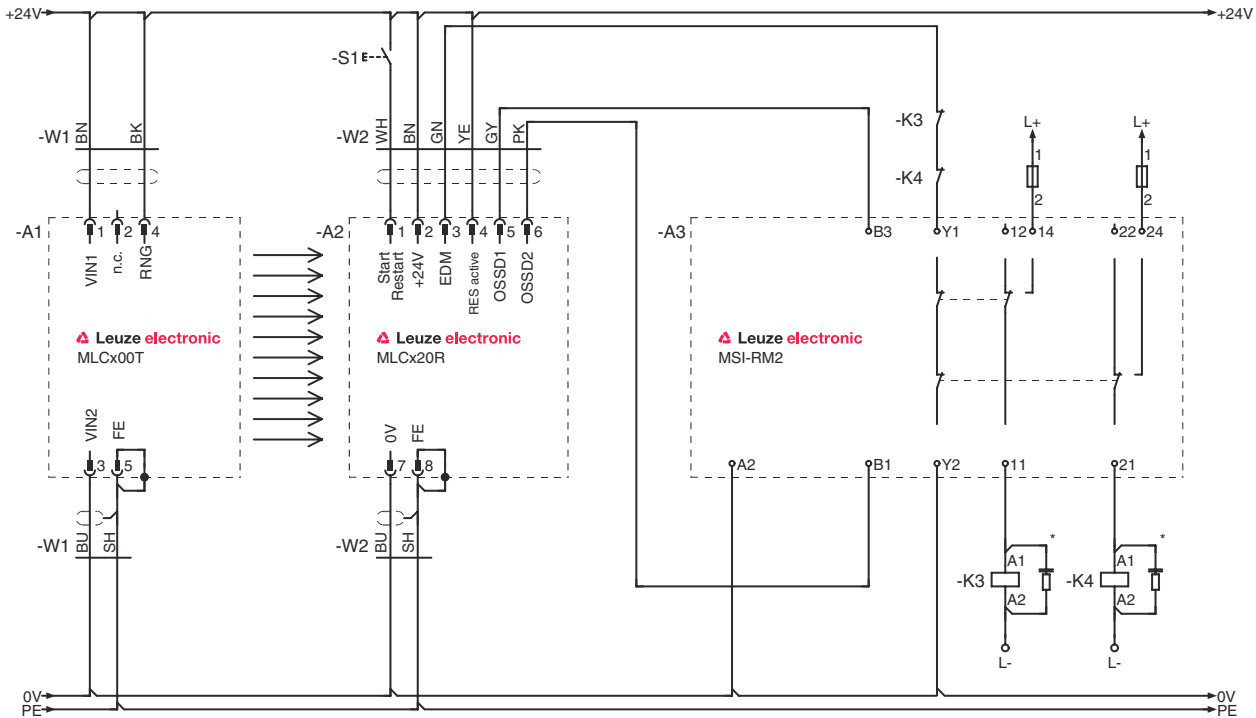 +24V
+24V
-S1
-W1
BN
BK
-W2
WH
BN
GN
YE
GY
PK
-K3
-K4
L+
1
2
L+
1
2
-A1
1
2
4
VIN1
n.c.
RNG
-A2
1
2
3
4
5
6
Start
Restart
+24V
EDM
RES active
OSSD1
OSSD2
-A3
B3
Y1
12
14
22
24
Leuze electronic
MLCx00T
Leuze electronic
MLCx20R
Leuze electronic
MSI-RM2
VIN2
FE
3
5
0V
FE
7
8
A2
B1
Y2
11
21
-W1
BU
SH
-W2
BU
SH
-K3
A1
A2
*
L-
-K4
A1
A2
*
L-
0V
0V
PE
PE